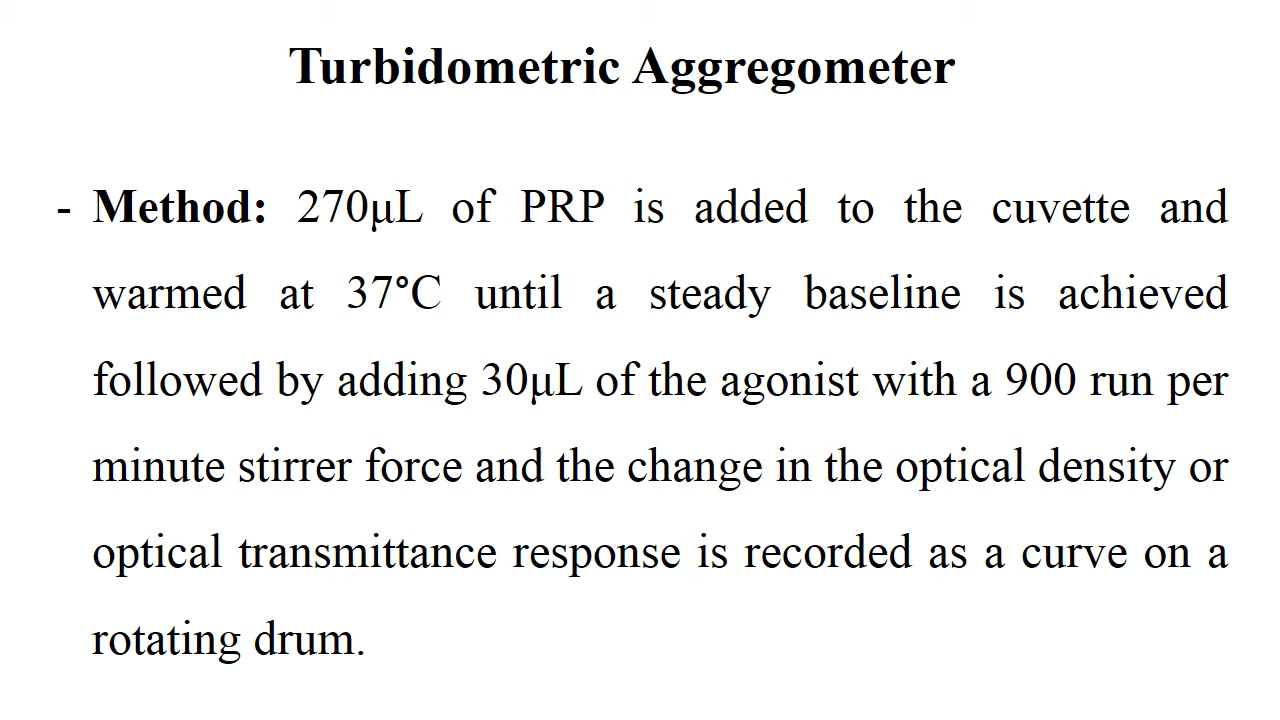 Turbidometric Aggregometer
- Method: 270μL of PRP is added to the cuvette and
warmed at 37°C until a steady baseline is achieved
followed by adding 30μL of the agonist with a 900 run per
minute stirrer force and the change in the optical density or
optical transmittance response is recorded as a curve on a
rotating drum.